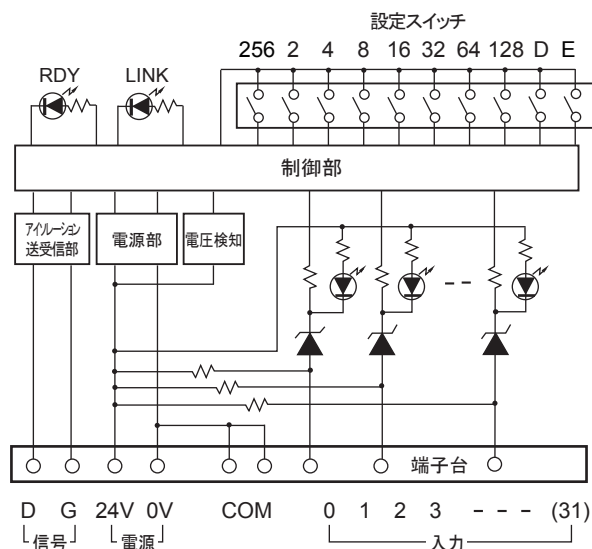 設定スイッチ
256 2 4 8 16 32 64 128 D E
RDY LINK
制御部
アイソレーション
送受信部
電源部
電圧検知
端子台
D G 24V 0V COM 0 1 2 3 - - - (31)
信号 電源 入力